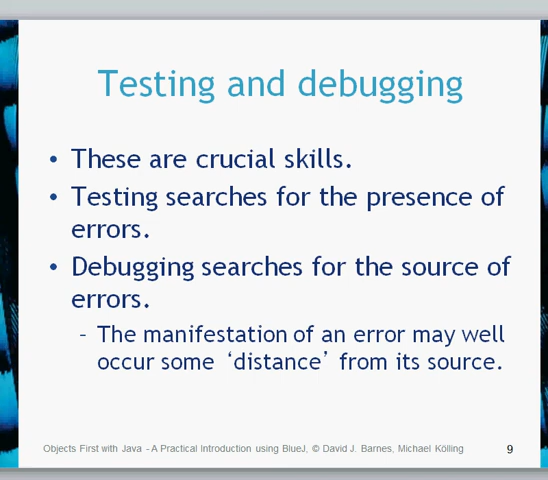 Testing and debugging
• These are crucial skills.
• Testing searches for the presence of
errors.
• Debugging searches for the source of
errors.
– The manifestation of an error may well
occur some ‘distance’ from its source.
Objects First with Java - A Practical Introduction using BlueJ, © David J. Barnes, Michael Kölling
9